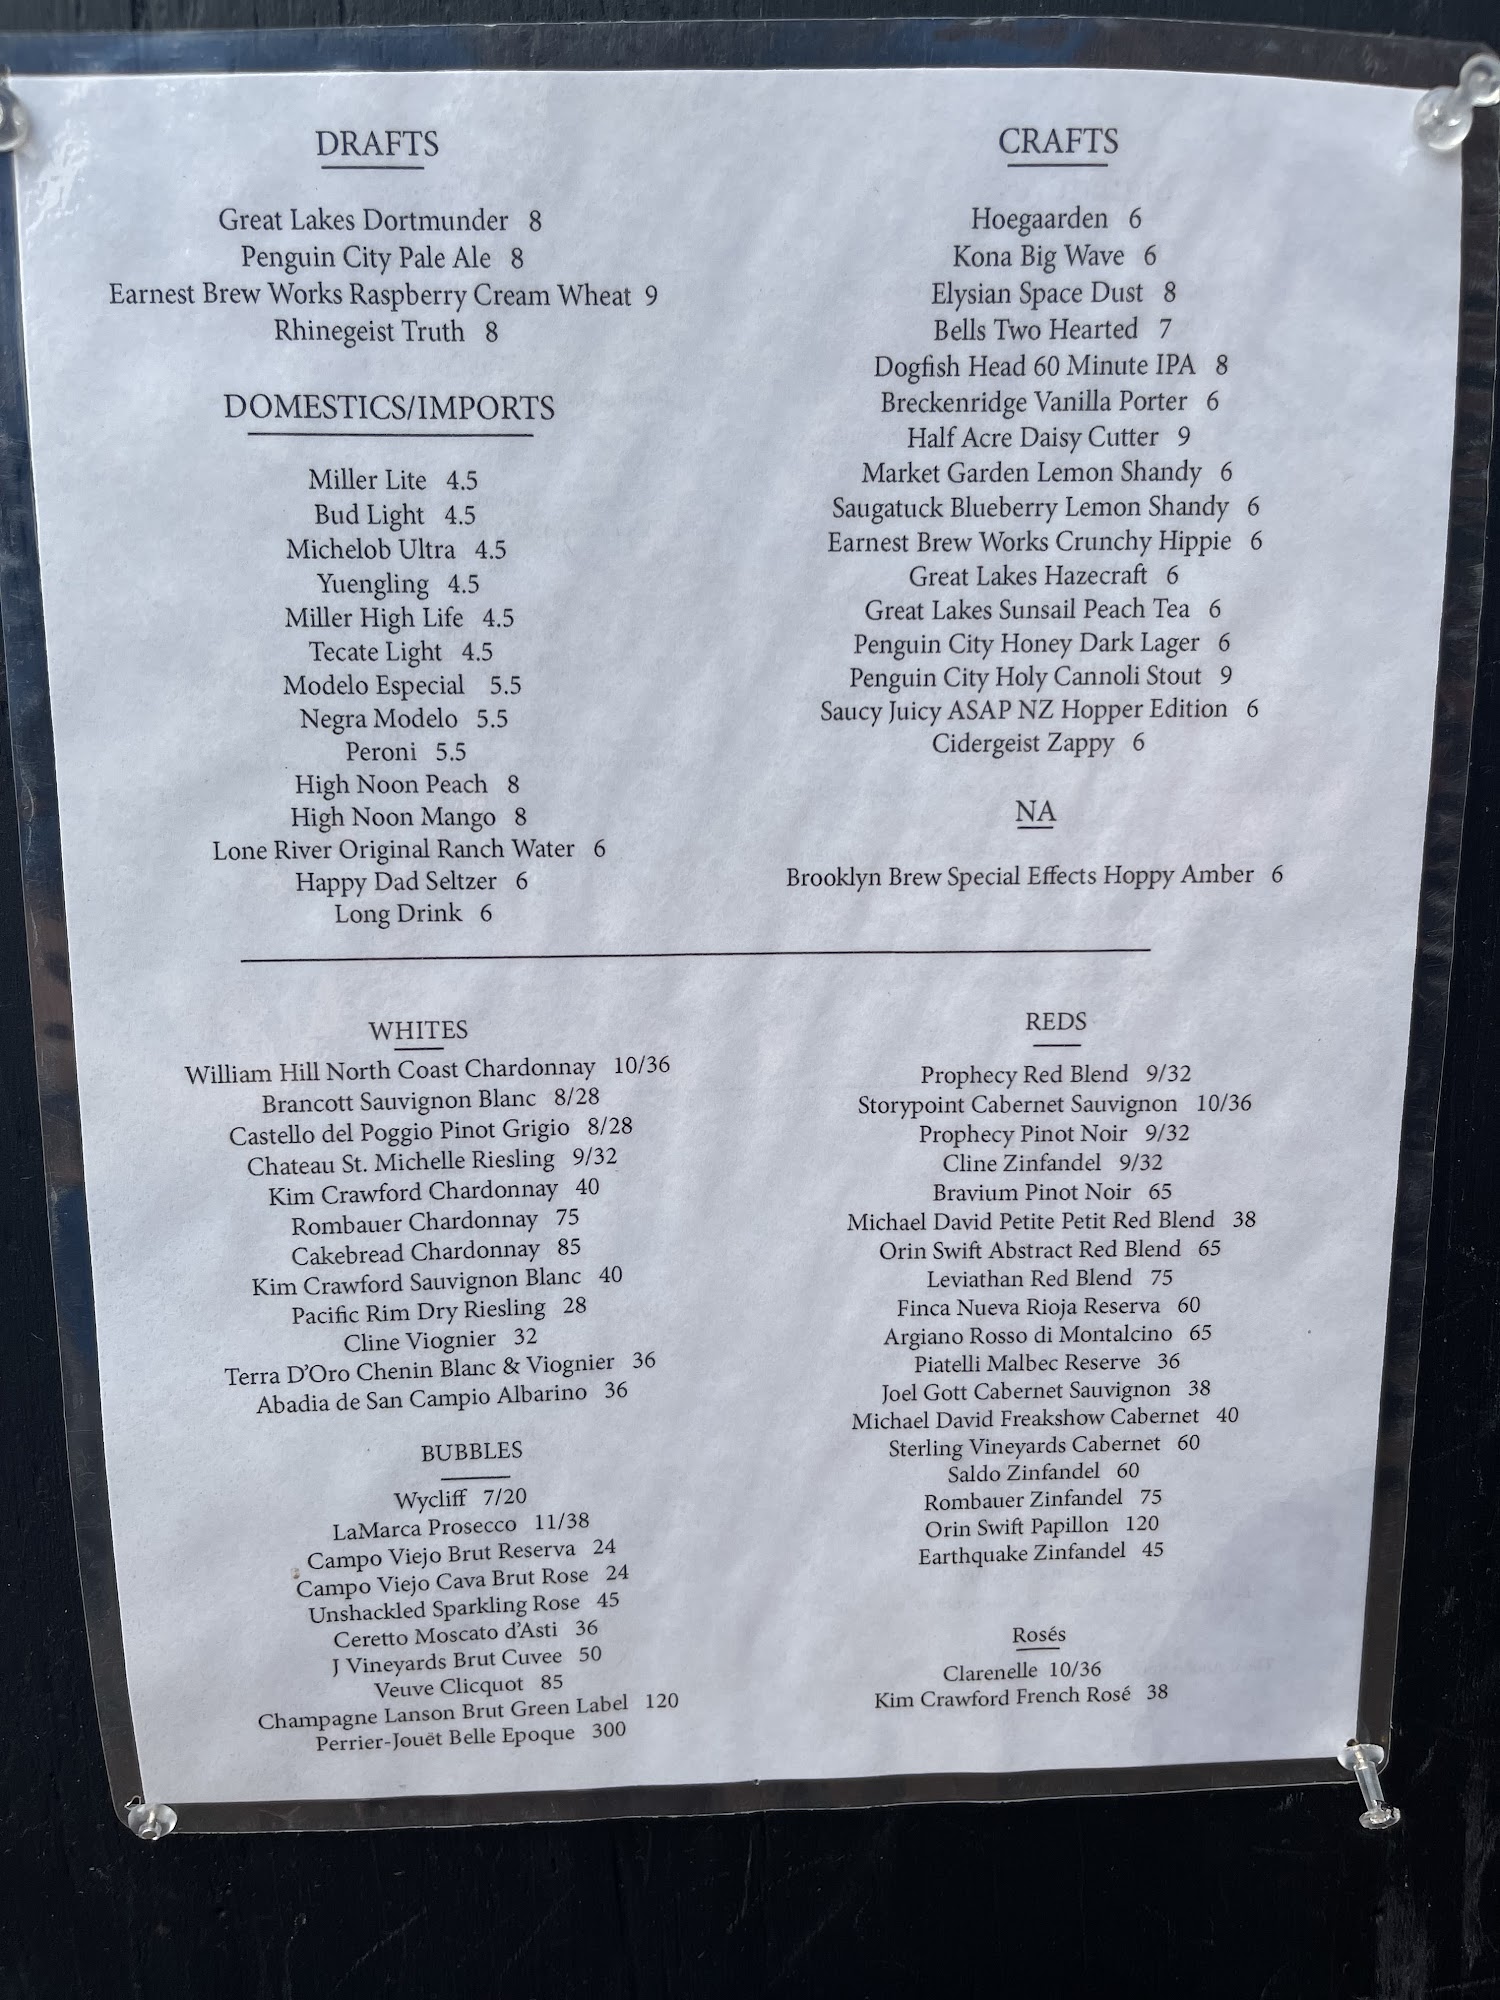 DRAFTS
Great Lakes Dortmunder 8
Penguin City Pale Ale 8
Earnest Brew Works Raspberry Cream Wheat 9
Rhinegeist Truth 8
DOMESTICS/IMPORTS
Miller Lite 4.5
Bud Light 4.5
Michelob Ultra 4.5
Yuengling 4.5
Miller High Life 4.5
Tecate Light 4.5
Modelo Especial 5.5
Negra Modelo 5.5
Peroni 5.5
High Noon Peach 8
High Noon Mango 8
Lone River Original Ranch Water 6
Happy Dad Seltzer 6
Long Drink 6
CRAFTS
Hoegaarden 6
Kona Big Wave 6
Elysian Space Dust 8
Bells Two Hearted 7
Dogfish Head 60 Minute IPA 8
Breckenridge Vanilla Porter 6
Half Acre Daisy Cutter 9
Market Garden Lemon Shandy 6
Saugatuck Blueberry Lemon Shandy 6
Earnest Brew Works Crunchy Hippie 6
Great Lakes Hazecraft 6
Great Lakes Sunsail Peach Tea 6
Penguin City Honey Dark Lager 6
Penguin City Holy Cannoli Stout 9
Saucy Juicy ASAP NZ Hopper Edition 6
Cidergeist Zappy 6
NA
Brooklyn Brew Special Effects Hoppy Amber 6
WHITES
William Hill North Coast Chardonnay 10/36
Brancott Sauvignon Blanc 8/28
Castello del Poggio Pinot Grigio 8/28
Chateau St. Michelle Riesling 9/32
Kim Crawford Chardonnay 40
Rombauer Chardonnay 75
Cakebread Chardonnay 85
Kim Crawford Sauvignon Blanc 40
Pacific Rim Dry Riesling 28
Cline Viognier 32
Terra D'Oro Chenin Blanc & Viognier 36
Abadia de San Campio Albarino 36
BUBBLES
Wycliff 7/20
LaMarca Prosecco 11/38
Campo Viejo Brut Reserva 24
Campo Viejo Cava Brut Rose 24
Unshackled Sparkling Rose 45
Ceretto Moscato d'Asti 36
J Vineyards Brut Cuvee 50
Veuve Clicquot 85
Champagne Lanson Brut Green Label 120
Perrier-Jouët Belle Epoque 300
REDS
Prophecy Red Blend 9/32
Storypoint Cabernet Sauvignon 10/36
Prophecy Pinot Noir 9/32
Cline Zinfandel 9/32
Bravium Pinot Noir 65
Michael David Petite Petit Red Blend 38
Orin Swift Abstract Red Blend 65
Leviathan Red Blend 75
Finca Nueva Rioja Reserva 60
Argiano Rosso di Montalcino 65
Piatelli Malbec Reserve 36
Joel Gott Cabernet Sauvignon 38
Michael David Freakshow Cabernet 40
Sterling Vineyards Cabernet 60
Saldo Zinfandel 60
Rombauer Zinfandel 75
Orin Swift Papillon 120
Earthquake Zinfandel 45
Rosés
Clarenelle 10/36
Kim Crawford French Rosé 38